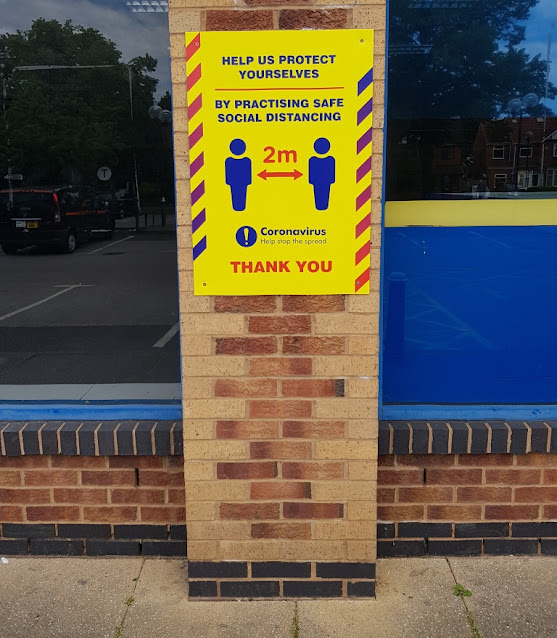 HELP US PROTECT
YOURSELVES
BY PRACTISING SAFE
SOCIAL DISTANCING
2m
Coronavirus
Help stop the spread
THANK YOU
T